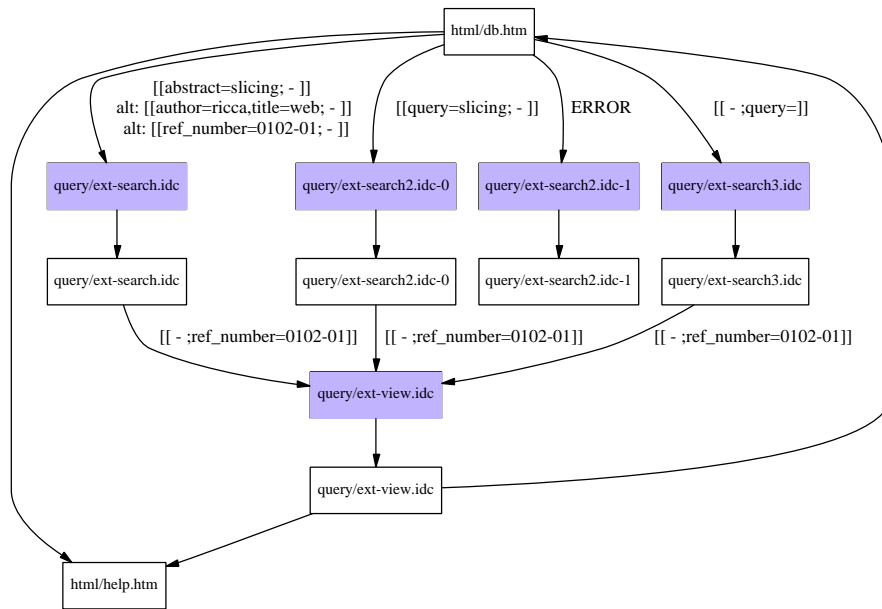 html/db.htm
[[abstract=slicing; - ]]
alt: [[author=ricca,title=web; - ]]
alt: [[ref_number=0102-01; - ]]
[[query=slicing; - ]]
ERROR
[[ - ;query=]]
query/ext-search.idc
query/ext-search2.idc-0
query/ext-search2.idc-1
query/ext-search3.idc
query/ext-search.idc
query/ext-search2.idc-0
query/ext-search2.idc-1
query/ext-search3.idc
[[ - ;ref_number=0102-01]]
[[ - ;ref_number=0102-01]]
[[ - ;ref_number=0102-01]]
query/ext-view.idc
query/ext-view.idc
html/help.htm